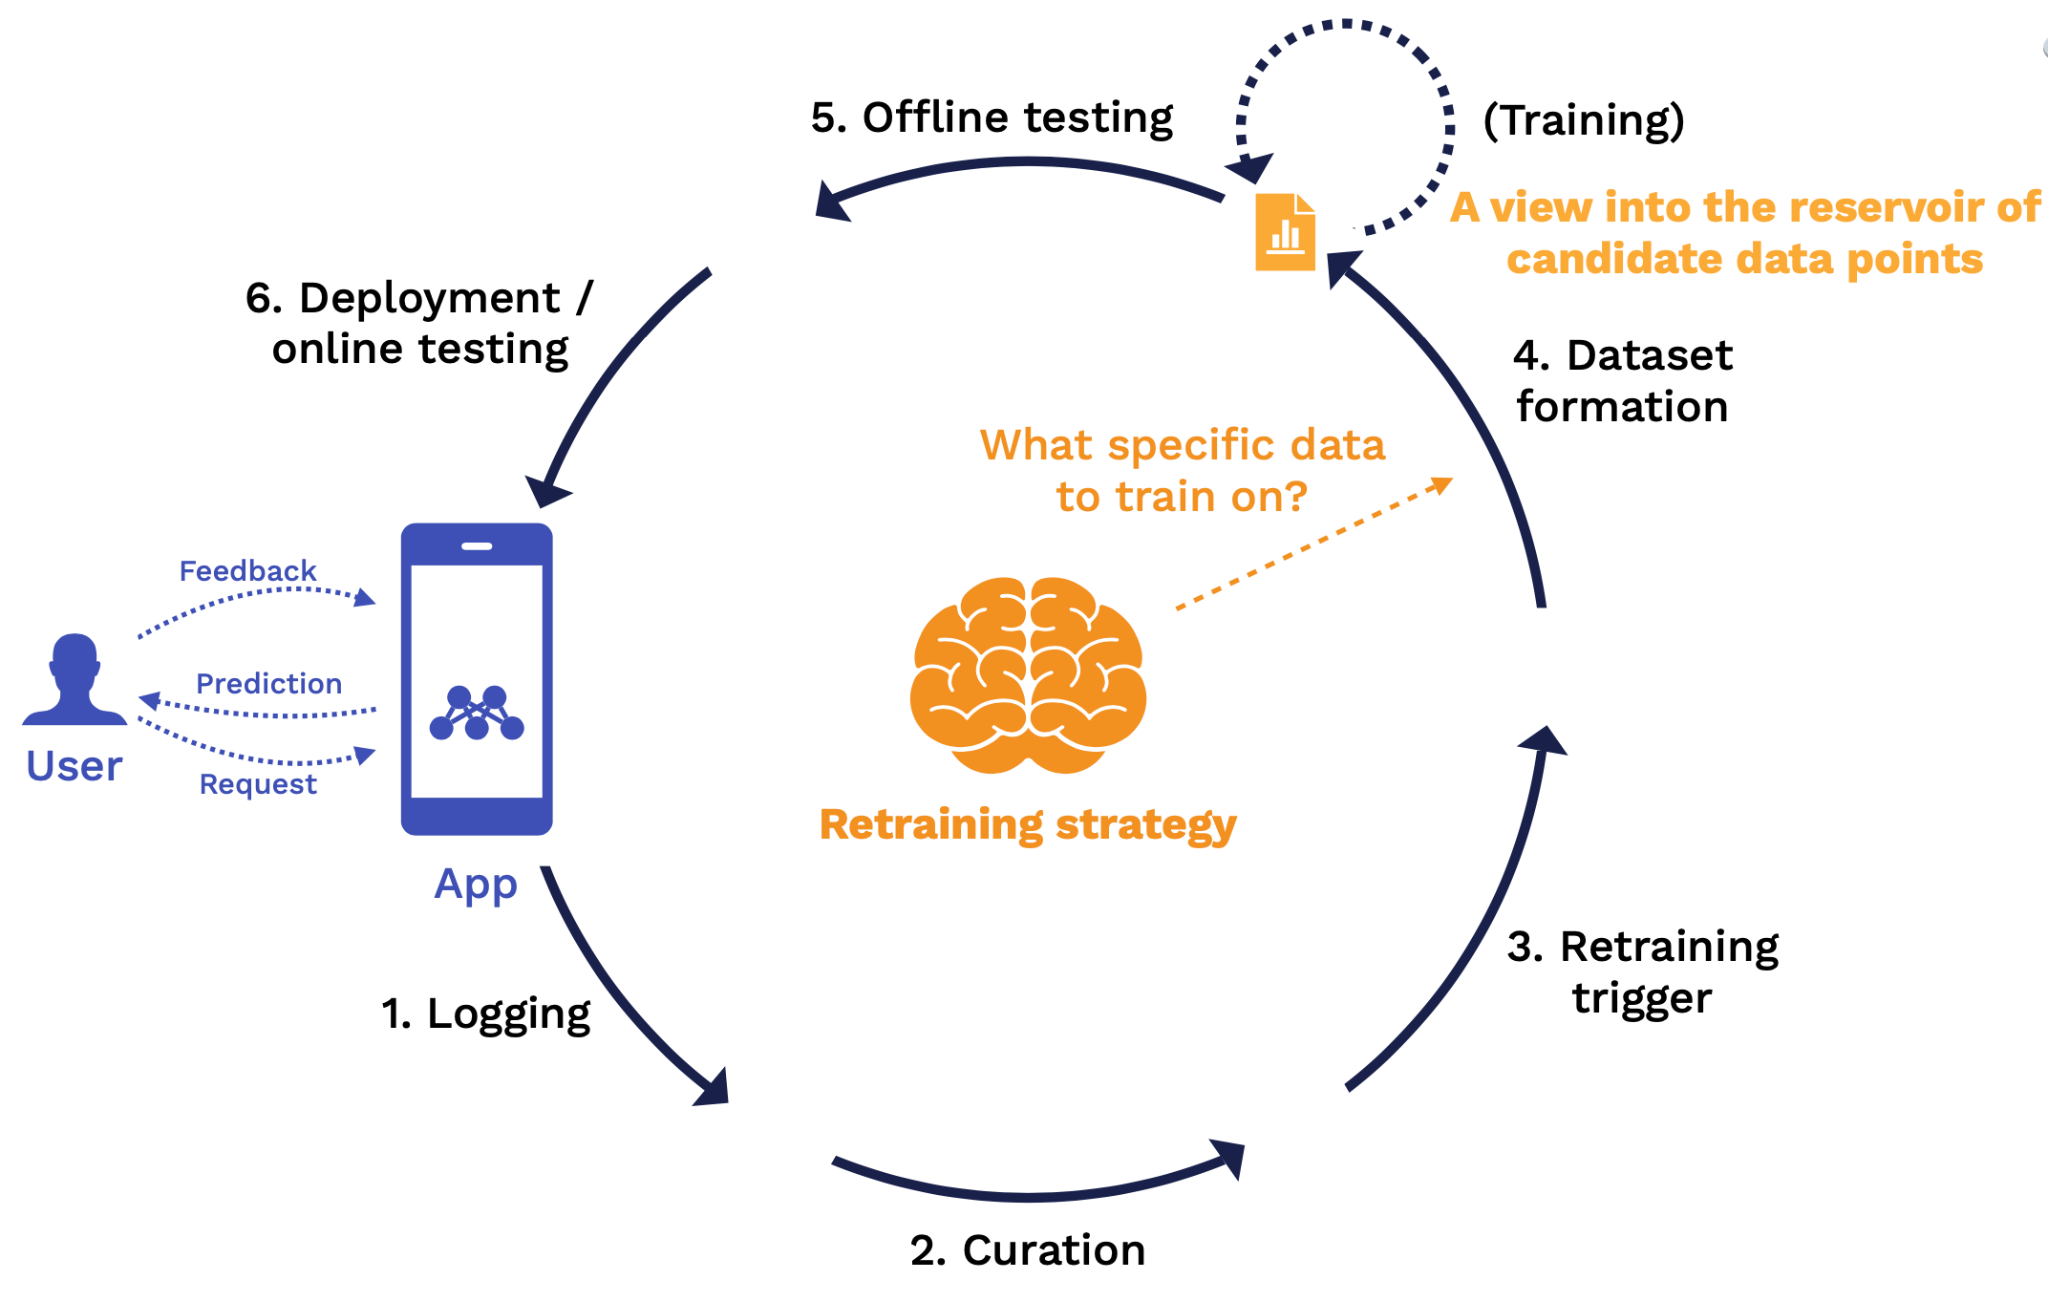 5. Offline testing
(Training)
A view into the reservoir of
candidate data points
6. Deployment /
online testing
4. Dataset
formation
What specific data
to train on?
Feedback
Prediction
Request
User
App
Retraining strategy
3. Retraining
trigger
1. Logging
2. Curation